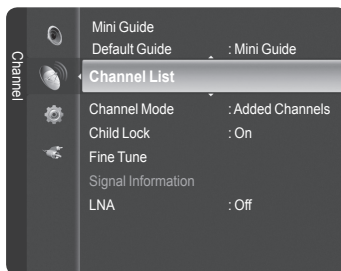 Channel
Mini Guide
Default Guide : Mini Guide
Channel List
Channel Mode : Added Channels
Child Lock : On
Fine Tune
Signal Information
LNA : Off